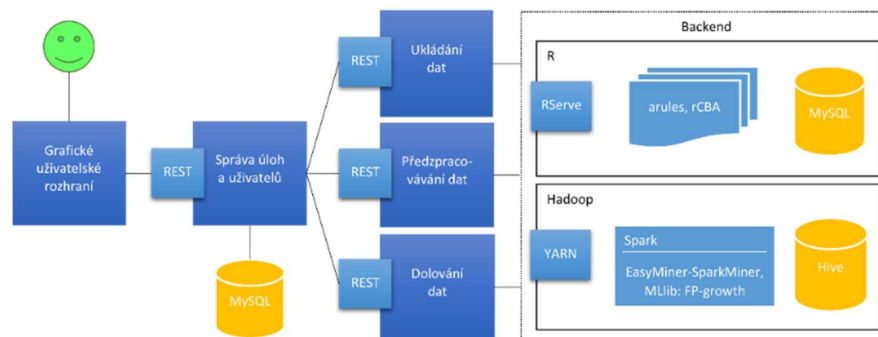 Grafické
uživatelské
rozhraní
REST
Správa úloh
a uživatelů
MySQL
REST
Ukládání
dat
REST
Předzpraco-
vávání dat
REST
Dolování
dat
Backend
R
RServe
arules, rCBA
MySQL
Hadoop
YARN
Spark
EasyMiner-SparkMiner,
MLlib: FP-growth
Hive